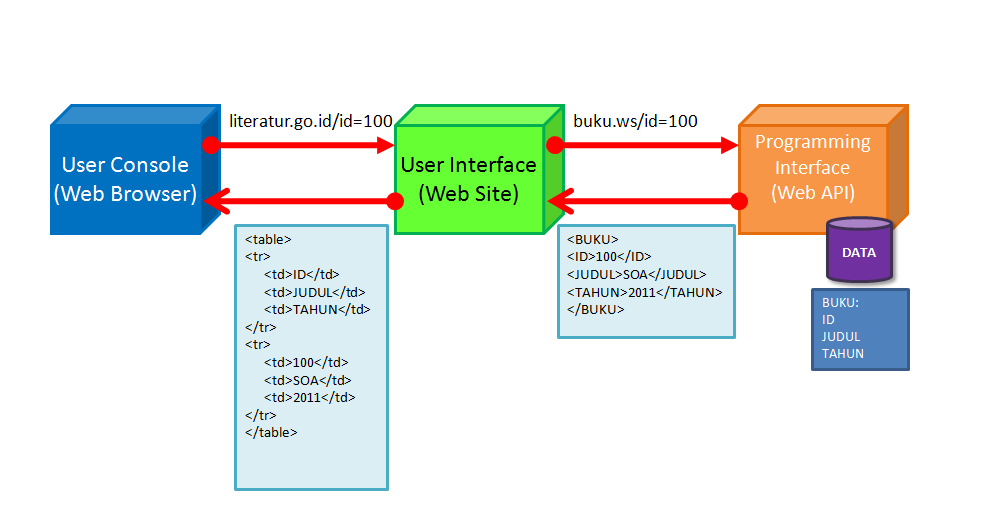 literatur.go.id/id=100
buku.ws/id=100
User Console
(Web Browser)
User Interface
(Web Site)
Programming
Interface
(Web API)
DATA
<table>
<tr>
<td>ID</td>
<td>JUDUL</td>
<td>TAHUN</td>
</tr>
<tr>
<td>100</td>
<td>SOA</td>
<td>2011</td>
</tr>
</table>
<BUKU>
<ID>100</ID>
<JUDUL>SOA</JUDUL>
<TAHUN>2011</TAHUN>
</BUKU>
BUKU:
ID
JUDUL
TAHUN